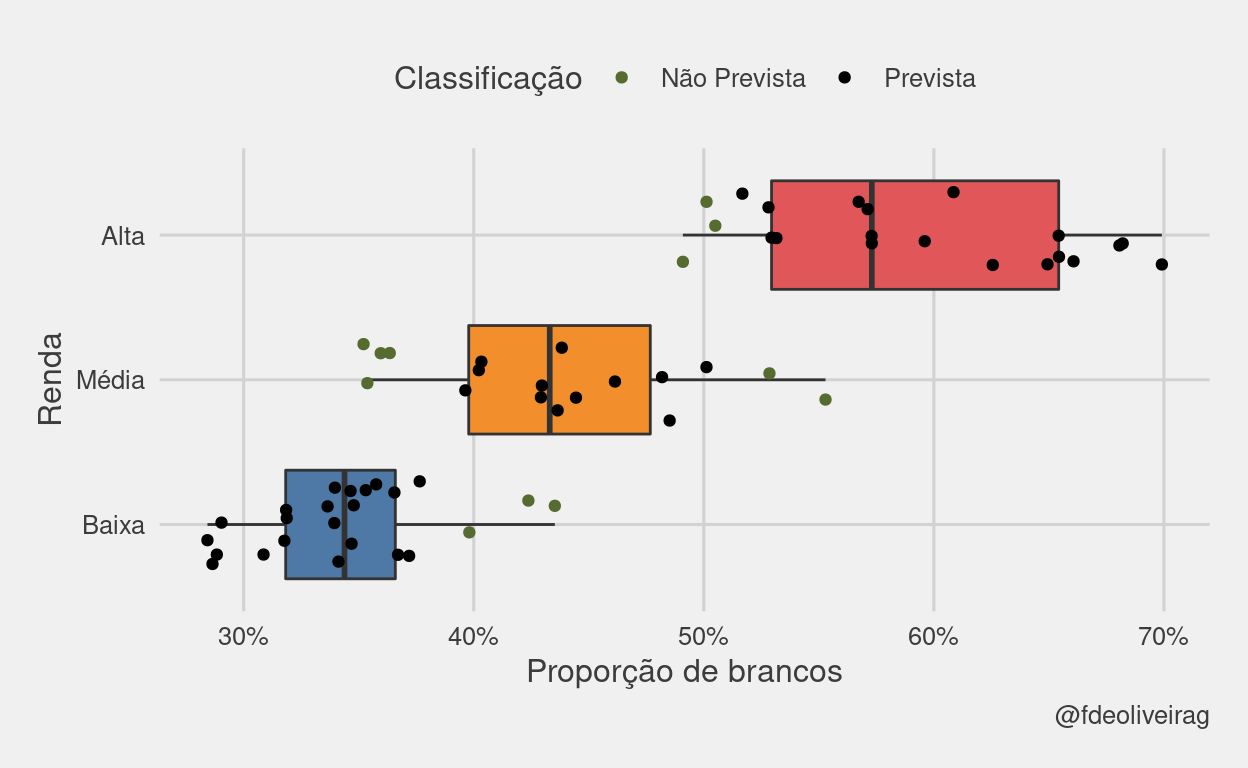 Classificação Não Prevista Prevista
Renda
Alta
Média
Baixa
30% 40% 50% 60% 70%
Proporção de brancos
@fdeoliveirag